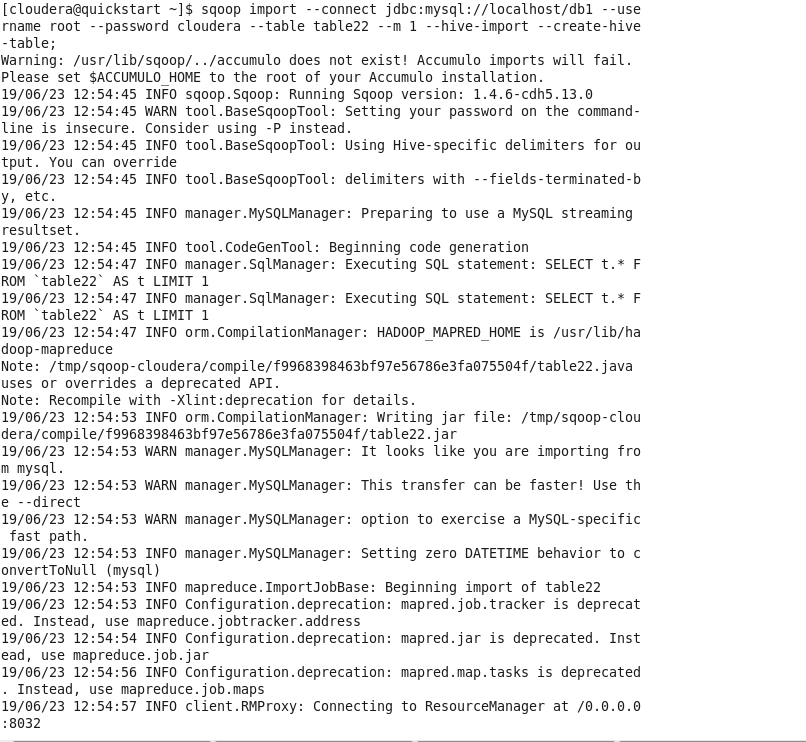 [cloudera@quickstart ~]$ sqoop import --connect jdbc:mysql://localhost/db1 --use
rname root --password cloudera --table table22 --m 1 --hive-import --create-hive
-table;
Warning: /usr/lib/sqoop/../accumulo does not exist! Accumulo imports will fail.
Please set $ACCUMULO_HOME to the root of your Accumulo installation.
19/06/23 12:54:45 INFO sqoop.Sqoop: Running Sqoop version: 1.4.6-cdh5.13.0
19/06/23 12:54:45 WARN tool.BaseSqoopTool: Setting your password on the command-
line is insecure. Consider using -P instead.
19/06/23 12:54:45 INFO tool.BaseSqoopTool: Using Hive-specific delimiters for ou
tput. You can override
19/06/23 12:54:45 INFO tool.BaseSqoopTool: delimiters with --fields-terminated-b
y, etc.
19/06/23 12:54:45 INFO manager.MySQLManager: Preparing to use a MySQL streaming
resultset.
19/06/23 12:54:45 INFO tool.CodeGenTool: Beginning code generation
19/06/23 12:54:47 INFO manager.SqlManager: Executing SQL statement: SELECT t.* F
ROM `table22` AS t LIMIT 1
19/06/23 12:54:47 INFO manager.SqlManager: Executing SQL statement: SELECT t.* F
ROM `table22` AS t LIMIT 1
19/06/23 12:54:47 INFO orm.CompilationManager: HADOOP_MAPRED_HOME is /usr/lib/ha
doop-mapreduce
Note: /tmp/sqoop-cloudera/compile/f9968398463bf97e56786e3fa075504f/table22.java
uses or overrides a deprecated API.
Note: Recompile with -Xlint:deprecation for details.
19/06/23 12:54:53 INFO orm.CompilationManager: Writing jar file: /tmp/sqoop-clou
dera/compile/f9968398463bf97e56786e3fa075504f/table22.jar
19/06/23 12:54:53 WARN manager.MySQLManager: It looks like you are importing fro
m mysql.
19/06/23 12:54:53 WARN manager.MySQLManager: This transfer can be faster! Use th
e --direct
19/06/23 12:54:53 WARN manager.MySQLManager: option to exercise a MySQL-specific
 fast path.
19/06/23 12:54:53 INFO manager.MySQLManager: Setting zero DATETIME behavior to c
onvertToNull (mysql)
19/06/23 12:54:53 INFO mapreduce.ImportJobBase: Beginning import of table22
19/06/23 12:54:53 INFO Configuration.deprecation: mapred.job.tracker is deprecat
ed. Instead, use mapreduce.jobtracker.address
19/06/23 12:54:54 INFO Configuration.deprecation: mapred.jar is deprecated. Inst
ead, use mapreduce.job.jar
19/06/23 12:54:56 INFO Configuration.deprecation: mapred.map.tasks is deprecated
. Instead, use mapreduce.job.maps
19/06/23 12:54:57 INFO client.RMProxy: Connecting to ResourceManager at /0.0.0.0
:8032